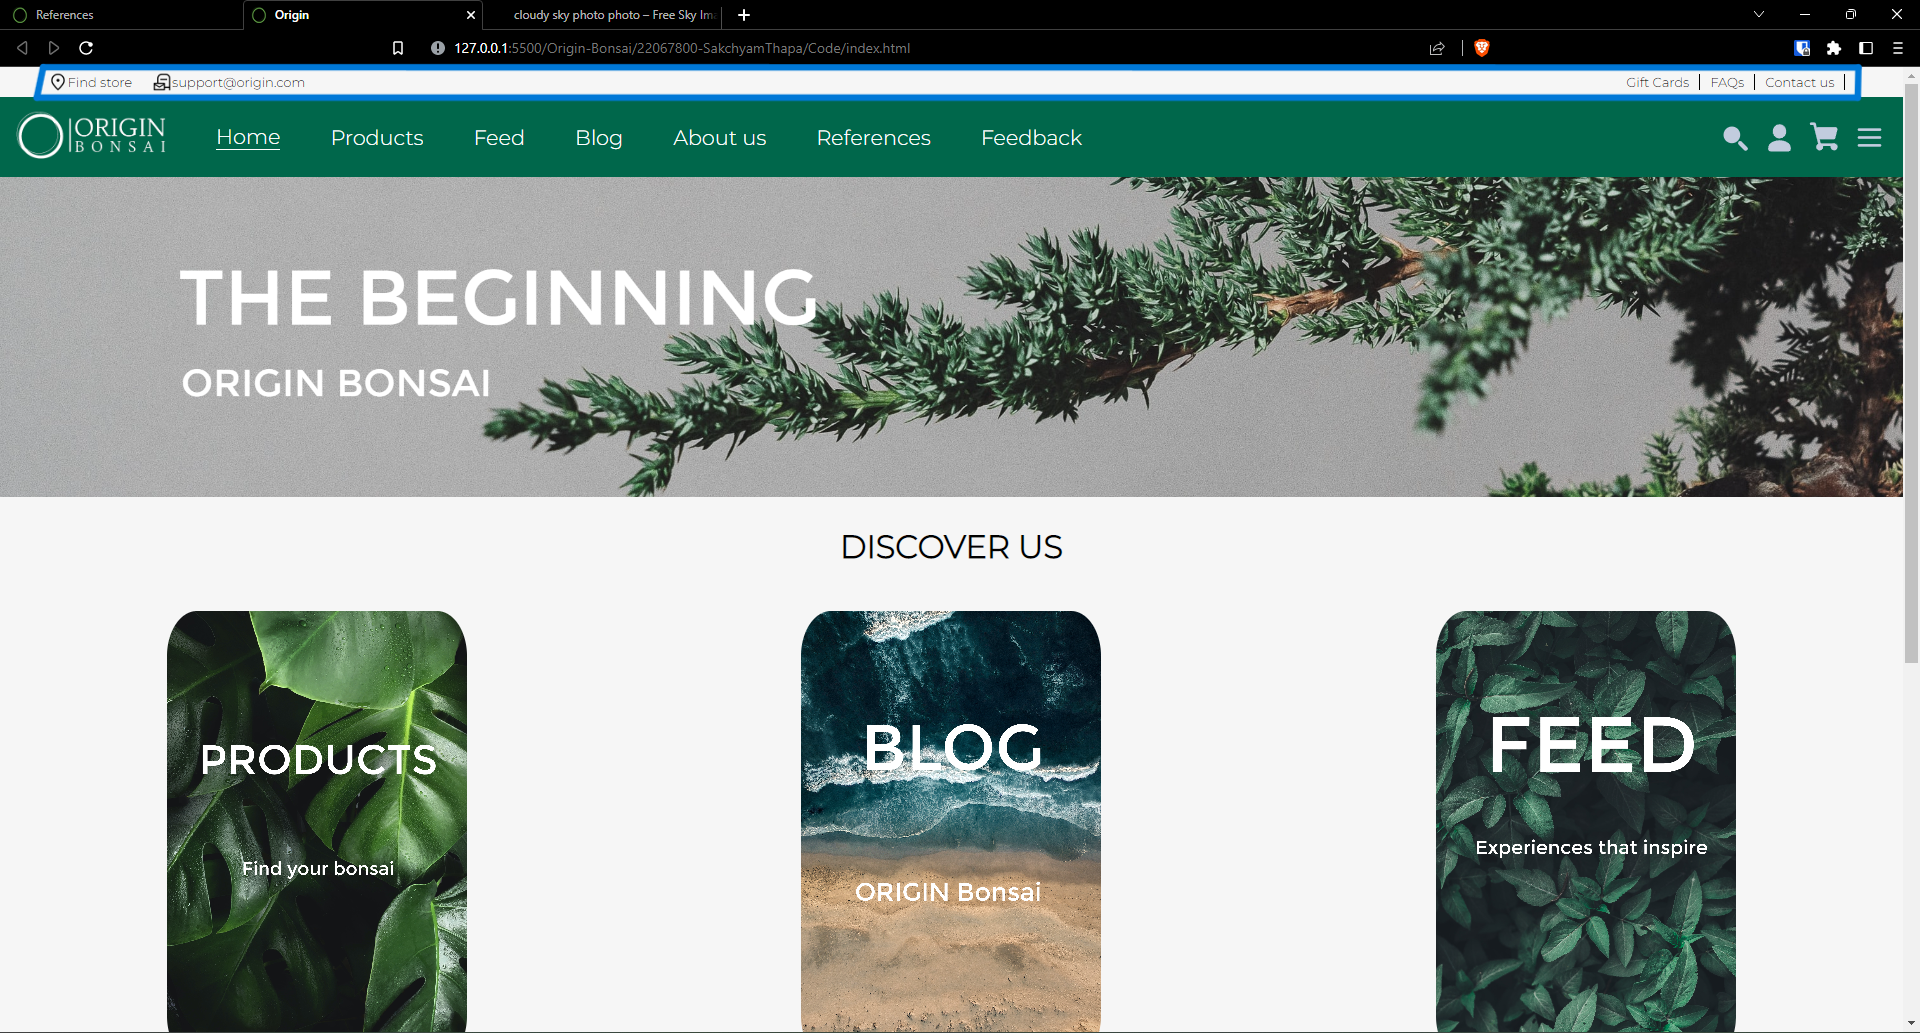 References
Origin
cloudy sky photo photo – Free Sky Im
127.0.0.1:5500/Origin-Bonsai/22067800-SakchyamThapa/Code/index.html
Find store
support@origin.com
Gift Cards
FAQs
Contact us
ORIGIN
BONSAI
Home
Products
Feed
Blog
About us
References
Feedback
THE BEGINNING
ORIGIN BONSAI
DISCOVER US
PRODUCTS
Find your bonsai
BLOG
ORIGIN Bonsai
FEED
Experiences that inspire